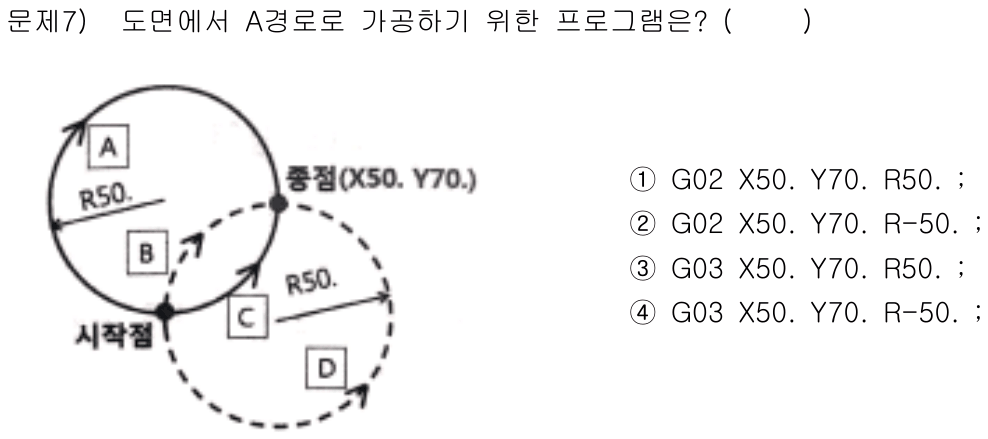 문제7) 도면에서 A경로로 가공하기 위한 프로그램은? ( )
A
R50.
종점(X50. Y70.)
B
R50.
C
시작점
D
① G02 X50. Y70. R50. ;
② G02 X50. Y70. R-50. ;
③ G03 X50. Y70. R50. ;
④ G03 X50. Y70. R-50. ;